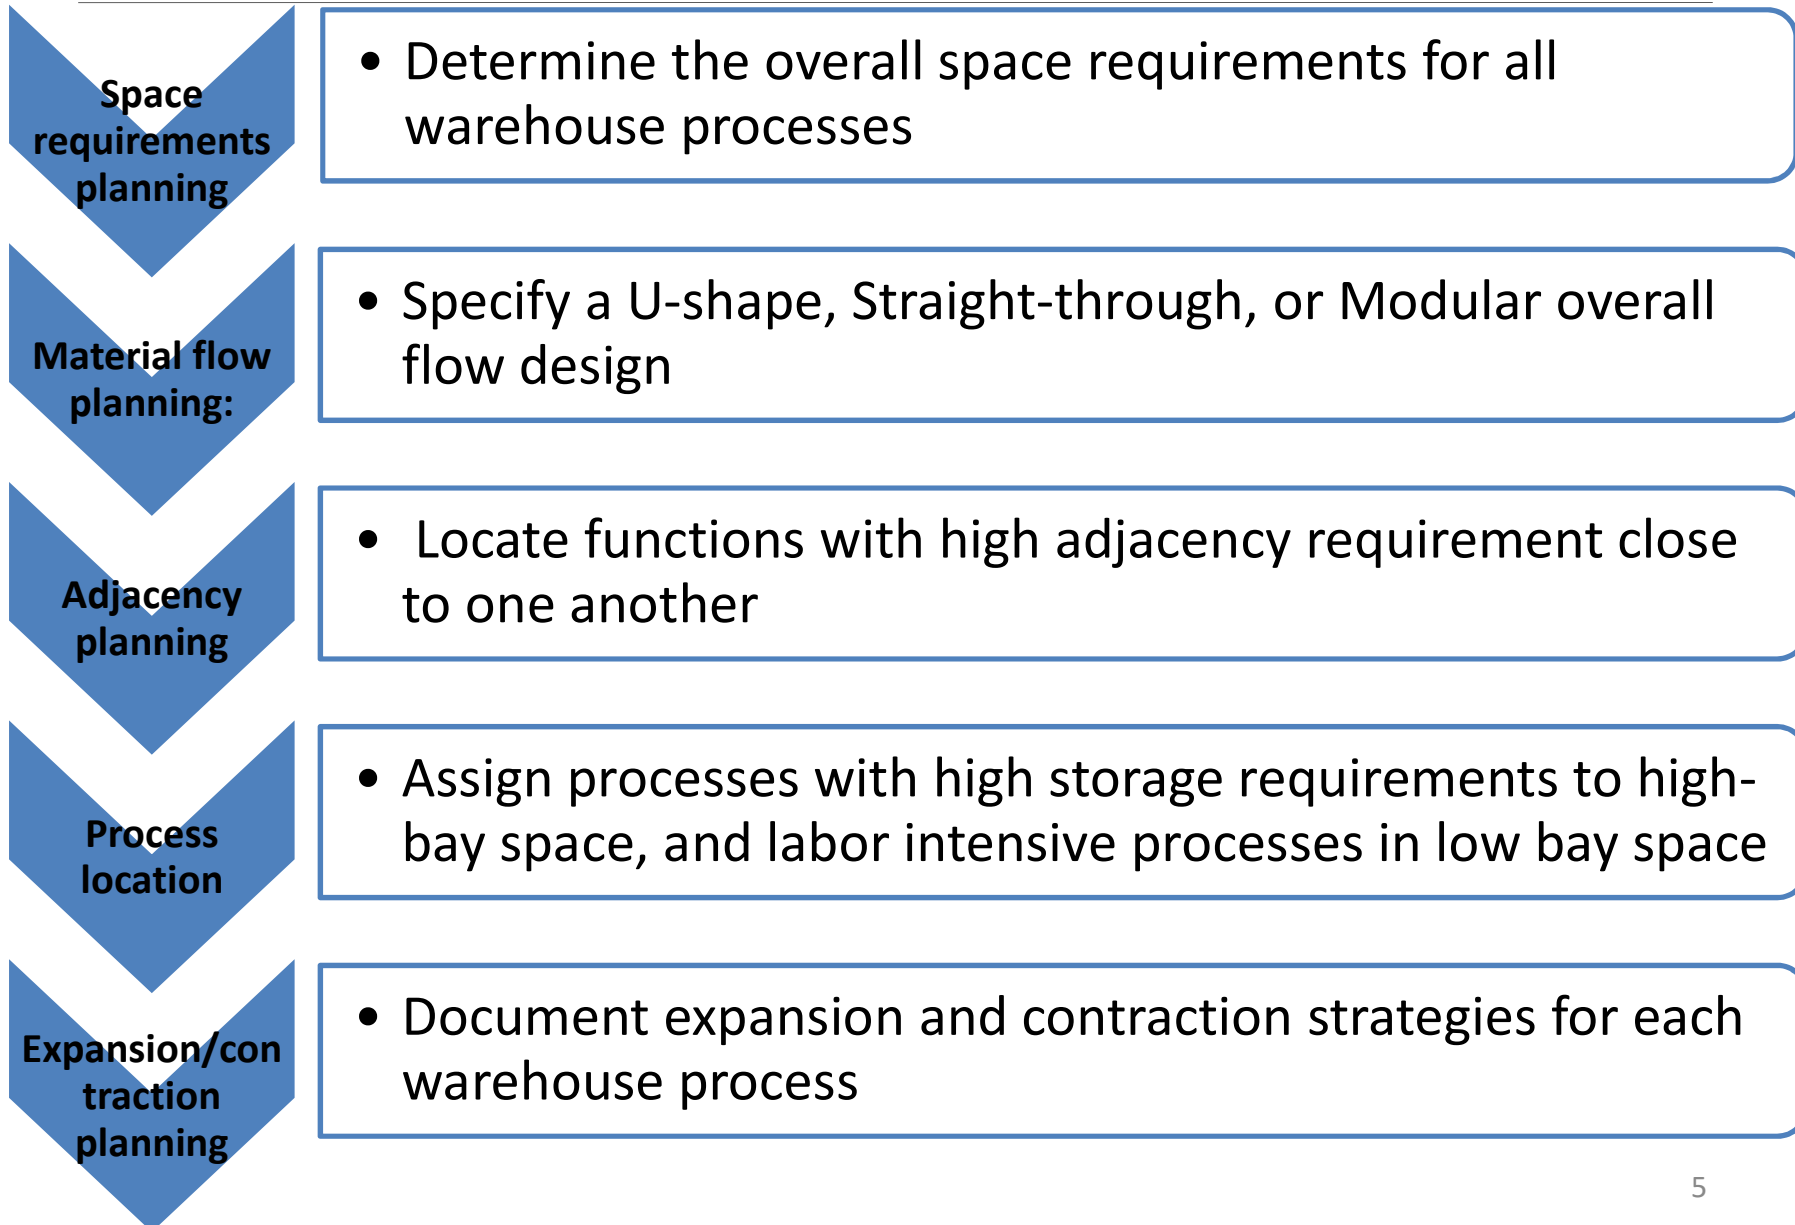 Space
requirements
planning
• Determine the overall space requirements for all
warehouse processes
Material flow
planning:
• Specify a U-shape, Straight-through, or Modular overall
flow design
Adjacency
planning
• Locate functions with high adjacency requirement close
to one another
Process
location
• Assign processes with high storage requirements to high-
bay space, and labor intensive processes in low bay space
Expansion/con
traction
planning
• Document expansion and contraction strategies for each
warehouse process
5